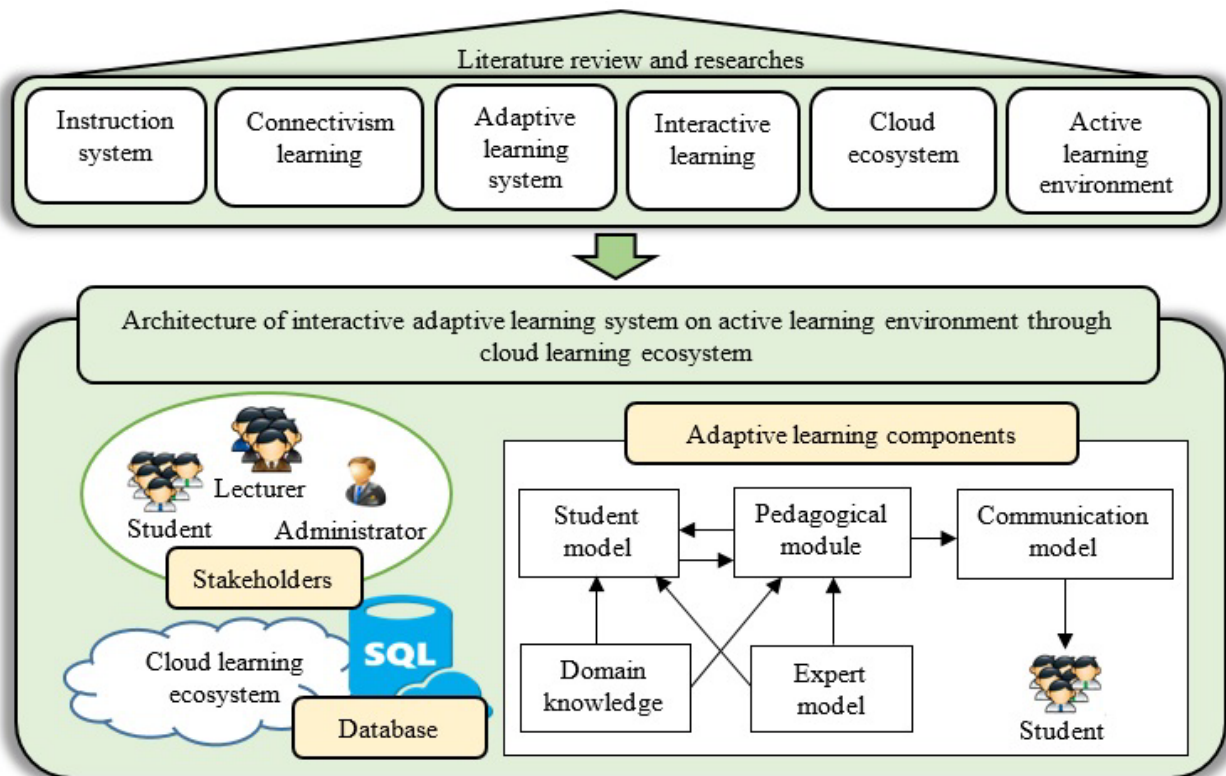 Literature review and researches
Instruction
system
Connectivism
learning
Adaptive
learning
system
Interactive
learning
Cloud
ecosystem
Active
learning
environment
Architecture of interactive adaptive learning system on active learning environment through
cloud learning ecosystem
Lecturer
Student
Administrator
Stakeholders
Cloud learning
ecosystem
SQL
Database
Adaptive learning components
Student
model
Pedagogical
module
Communication
model
Domain
knowledge
Expert
model
Student